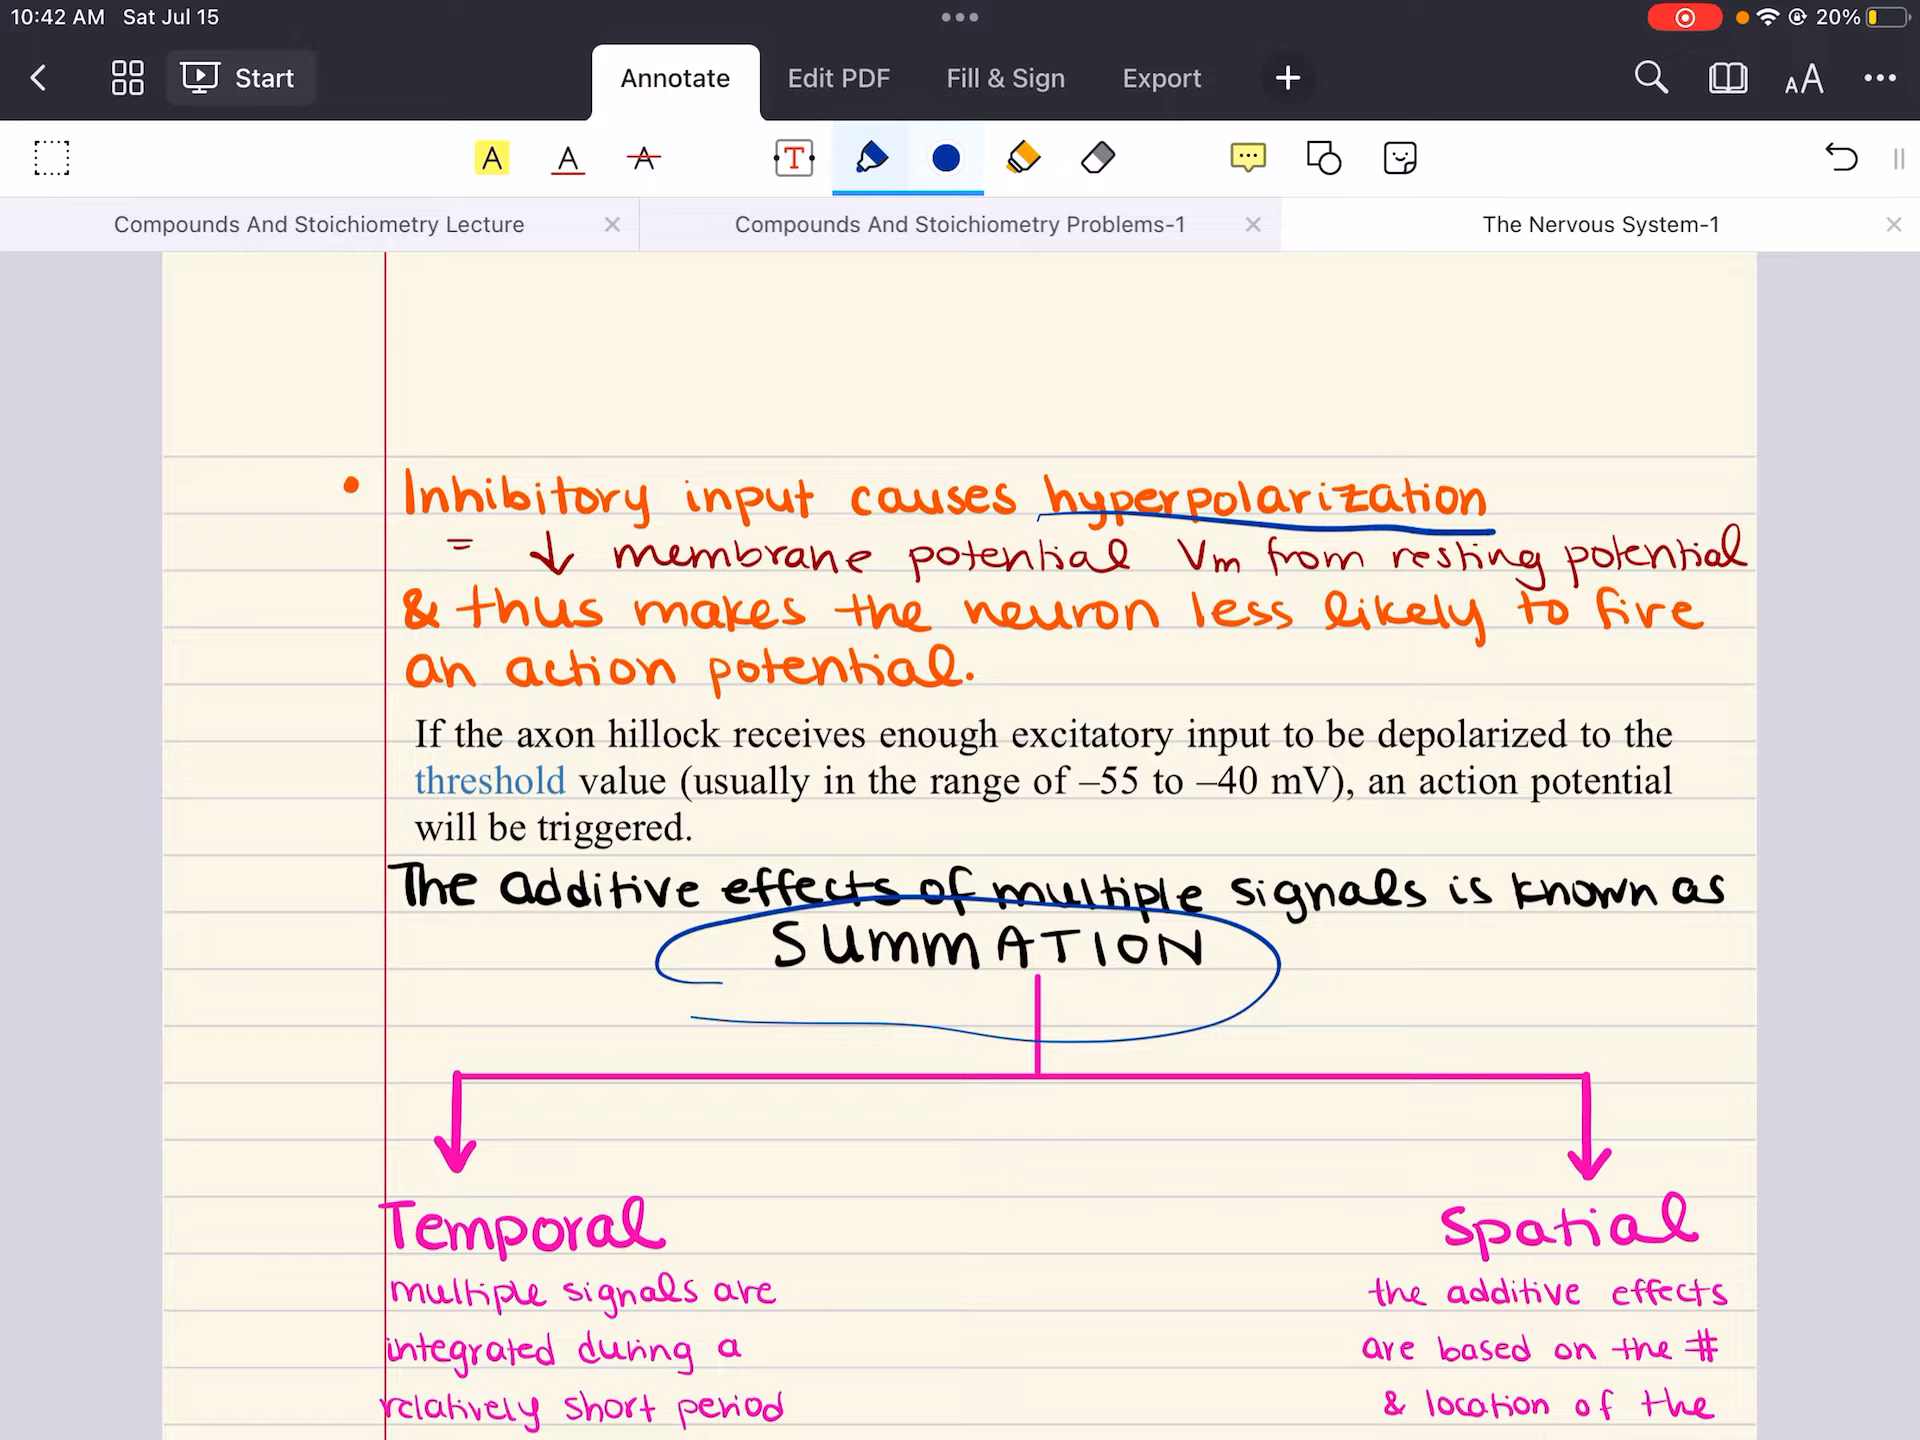 10:42 AM Sat Jul 15
20%
Start
Annotate
Edit PDF
Fill & Sign
Export
Compounds And Stoichiometry Lecture
Compounds And Stoichiometry Problems-1
The Nervous System-1
• Inhibitory input causes hyperpolarization
= ↓ membrane potential Vm from resting potential
& thus makes the neuron less likely to fire
an action potential.
If the axon hillock receives enough excitatory input to be depolarized to the
threshold value (usually in the range of –55 to –40 mV), an action potential
will be triggered.
The additive effects of multiple signals is known as
SUMMATION
Temporal
multiple signals are
integrated during a
relatively short period
Spatial
the additive effects
are based on the #
& location of the